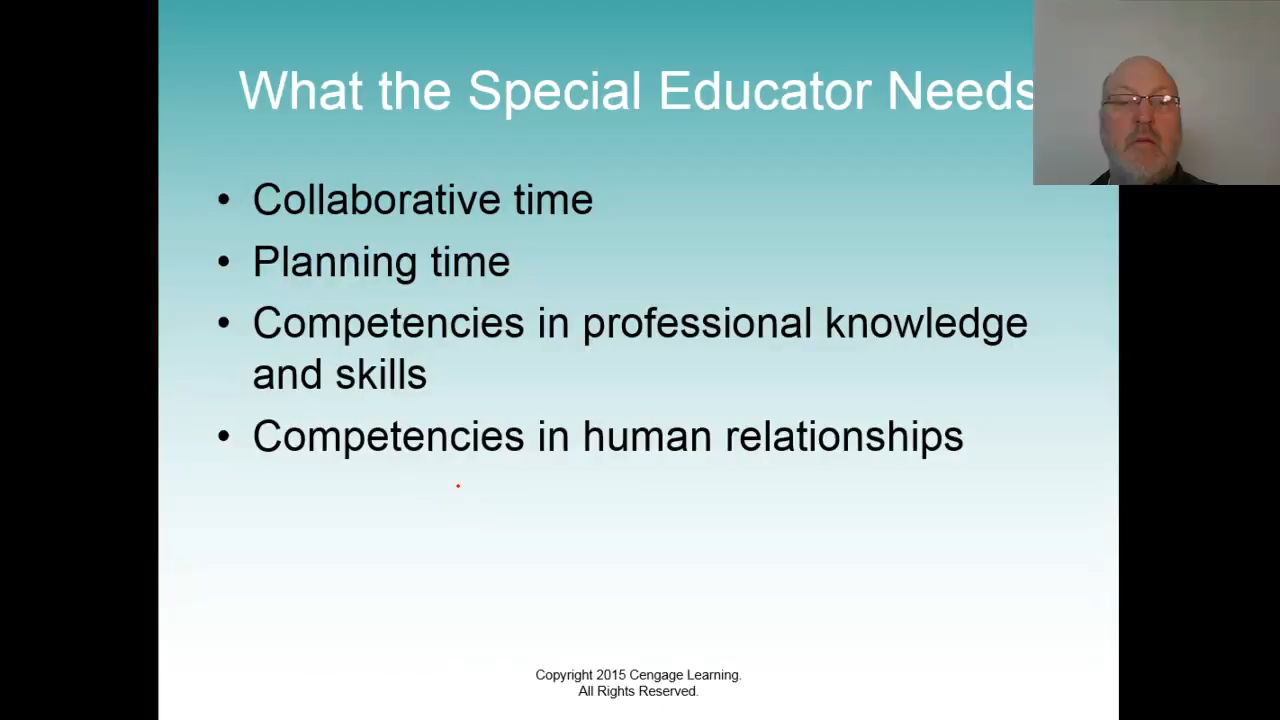 What the Special Educator Needs
• Collaborative time
• Planning time
• Competencies in professional knowledge
and skills
• Competencies in human relationships
Copyright 2015 Cengage Learning.
All Rights Reserved.